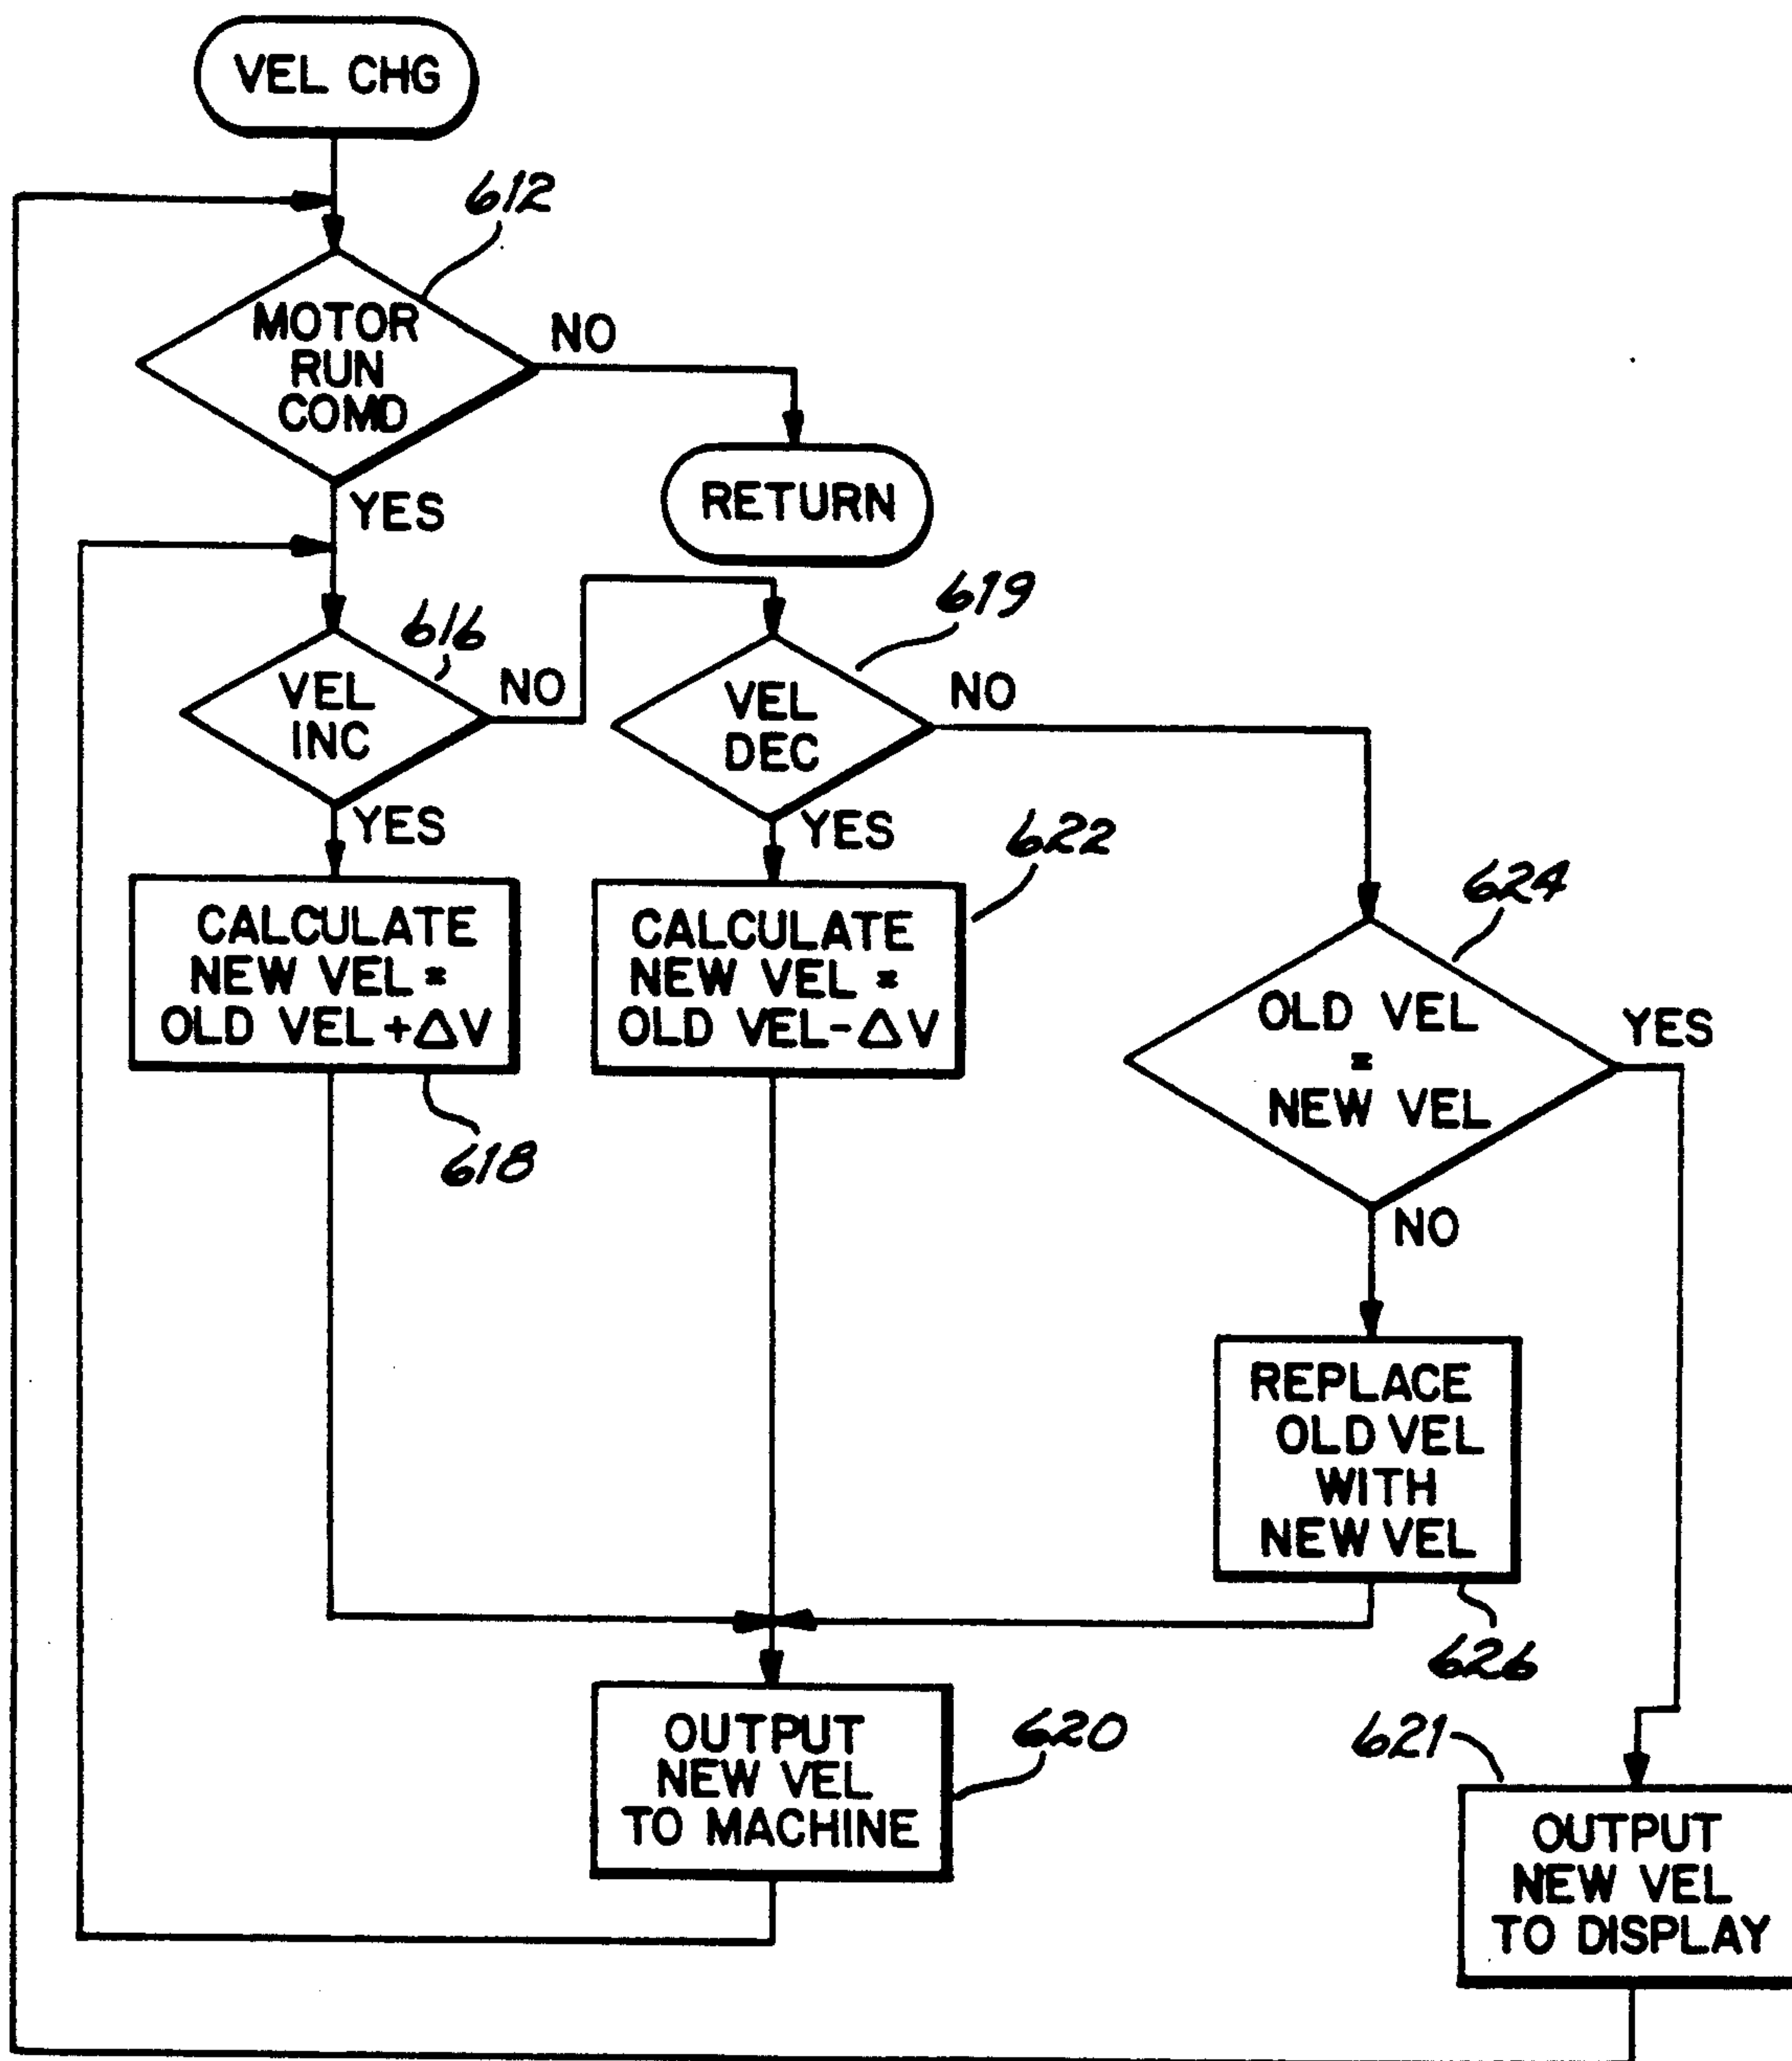 VEL CHG
612
MOTOR
RUN
COMD
NO
YES
RETURN
616
VEL
INC
NO
YES
619
VEL
DEC
NO
YES
CALCULATE
NEW VEL =
OLD VEL + ΔV
618
622
CALCULATE
NEW VEL =
OLD VEL - ΔV
624
OLD VEL
=
NEW VEL
YES
NO
REPLACE
OLD VEL
WITH
NEW VEL
626
OUTPUT
NEW VEL
TO MACHINE
620
621
OUTPUT
NEW VEL
TO DISPLAY